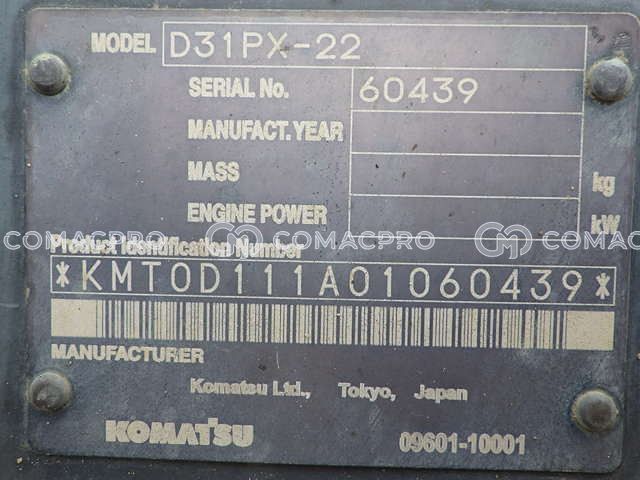 MODEL D31PX-22
SERIAL No. 60439
MANUFACT.YEAR
MASS kg
ENGINE POWER kW
COMACPRO COMACPRO COMACPRO
Product Identification Number
*KMT0D111A01060439*
MANUFACTURER
Komatsu Ltd., Tokyo, Japan
KOMATSU 09601-10001